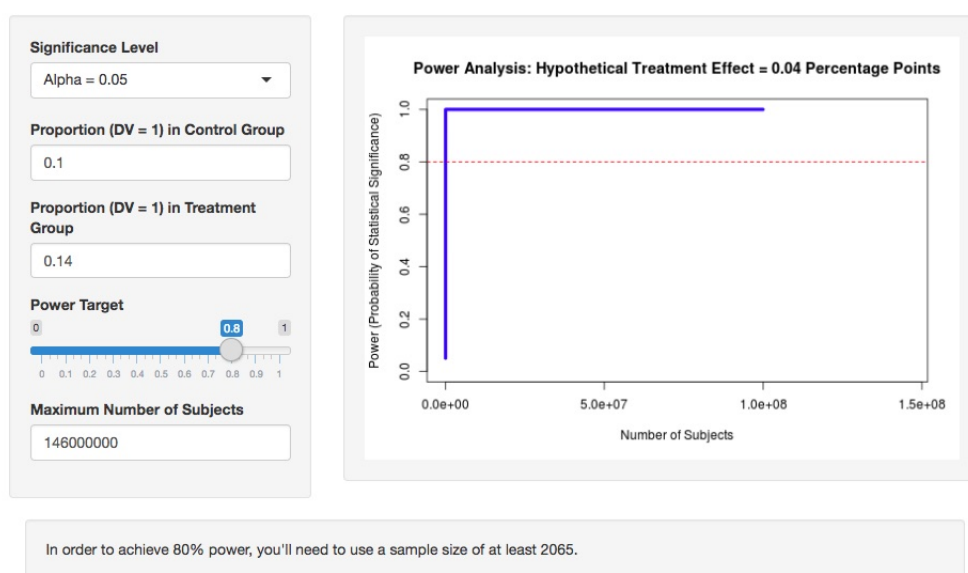 Significance Level
Alpha = 0.05
Proportion (DV = 1) in Control Group
0.1
Proportion (DV = 1) in Treatment
Group
0.14
Power Target
0 0.8 1
0 0.1 0.2 0.3 0.4 0.5 0.6 0.7 0.8 0.9 1
Maximum Number of Subjects
146000000
Power Analysis: Hypothetical Treatment Effect = 0.04 Percentage Points
Power (Probability of Statistical Significance)
1.0
0.8
0.6
0.4
0.2
0.0
0.0e+00 5.0e+07 1.0e+08 1.5e+08
Number of Subjects
In order to achieve 80% power, you'll need to use a sample size of at least 2065.